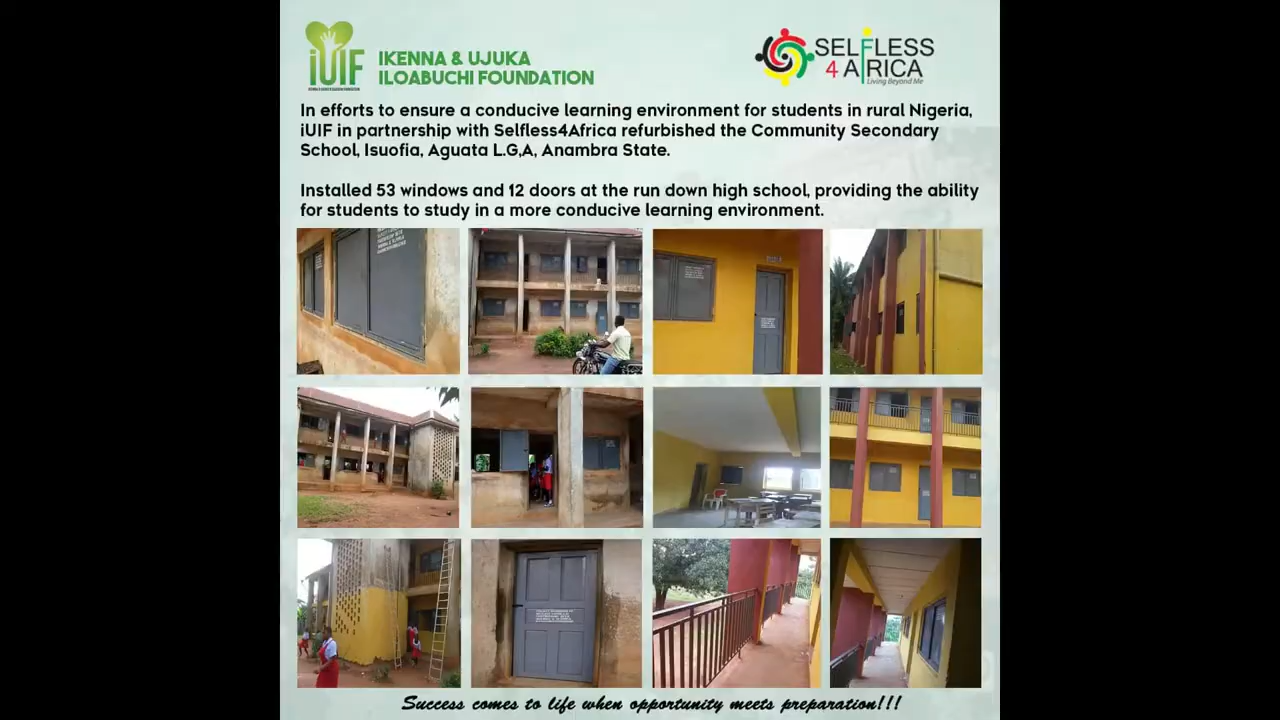 iUIF
IKENNA & UJUKA
ILOABUCHI FOUNDATION
SELFLESS
4 AFRICA
Living Beyond Me
In efforts to ensure a conducive learning environment for students in rural Nigeria,
iUIF in partnership with Selfless4Africa refurbished the Community Secondary
School, Isuofia, Aguata L.G,A, Anambra State.
Installed 53 windows and 12 doors at the run down high school, providing the ability
for students to study in a more conducive learning environment.
Success comes to life when opportunity meets preparation!!!